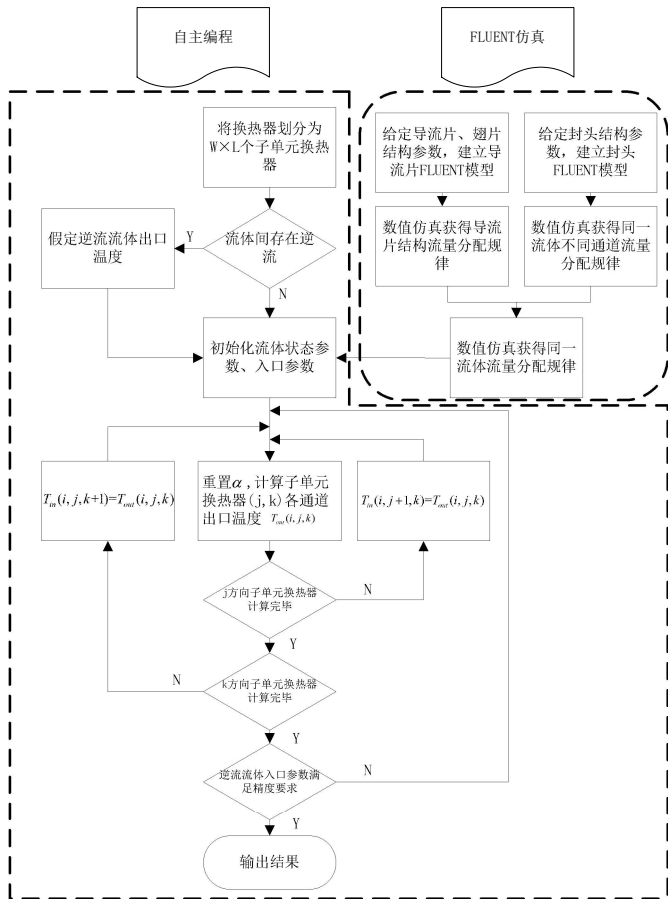 自主编程
FLUENT仿真
将换热器划分为
W×L个子单元换热
器
给定导流片、翅片
结构参数，建立导
流片FLUENT模型
给定封头结构参
数，建立封头
FLUENT模型
假定逆流流体出口
温度
Y
流体间存在逆
流
N
数值仿真获得导流
片结构流量分配规
律
数值仿真获得同一
流体不同通道流量
分配规律
初始化流体状态参
数、入口参数
数值仿真获得同一
流体流量分配规律
T_in(i,j,k+1)=T_out(i,j,k)
重置α,计算子单元
换热器(j,k)各通道
出口温度 T_out(i,j,k)
T_in(i,j+1,k)=T_out(i,j,k)
j方向子单元换热器
计算完毕
N
Y
N
k方向子单元换热器
计算完毕
Y
逆流流体入口参数满
足精度要求
N
Y
输出结果